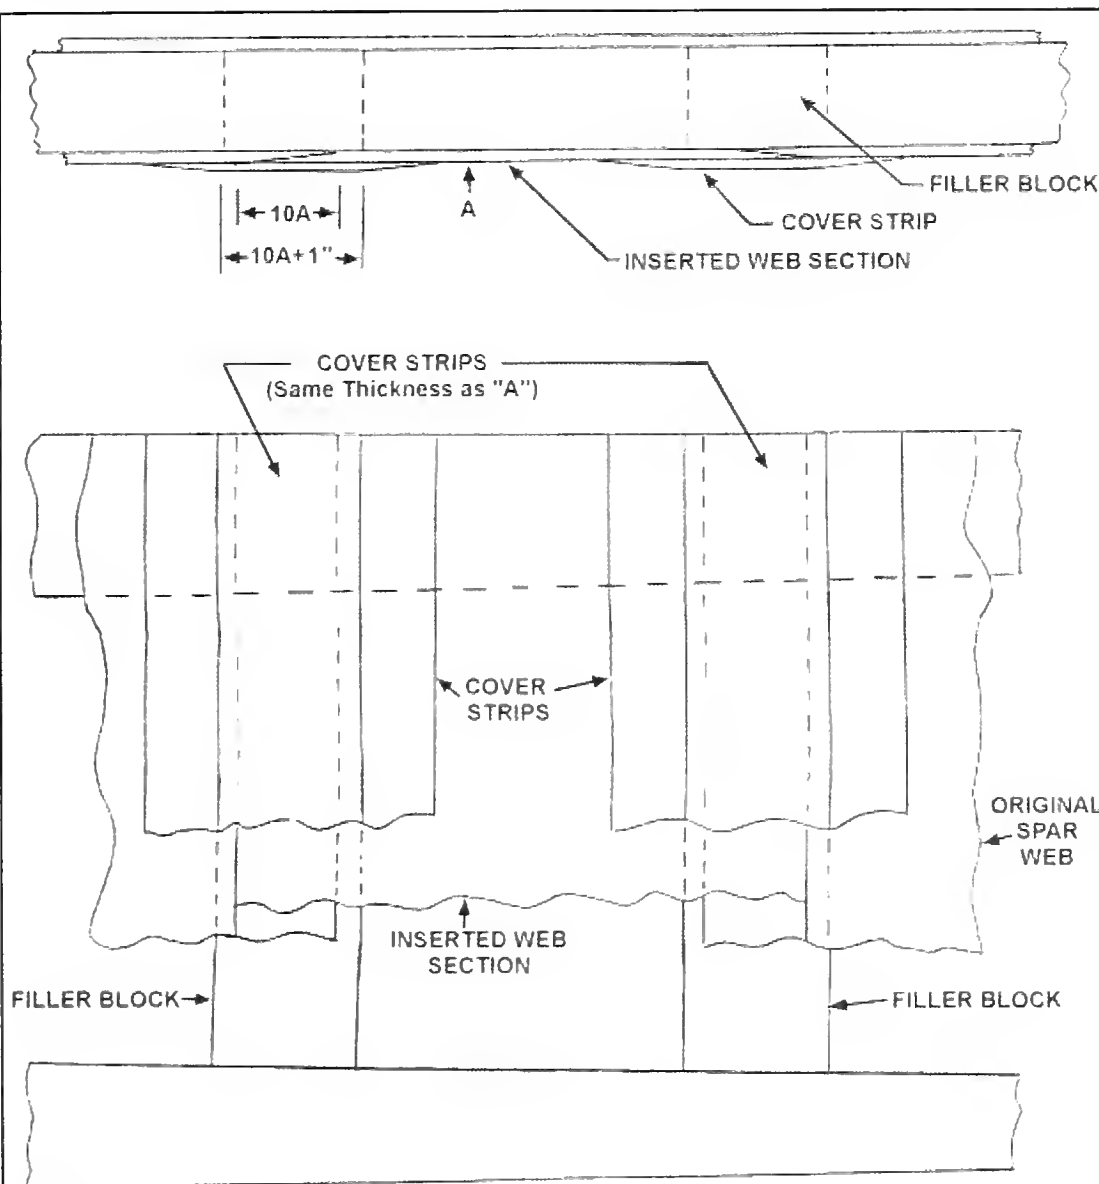 FILLER BLOCK
COVER STRIP
A
10A
10A+1"
INSERTED WEB SECTION
COVER STRIPS
(Same Thickness as "A")
COVER
STRIPS
ORIGINAL
SPAR
WEB
INSERTED WEB
SECTION
FILLER BLOCK
FILLER BLOCK